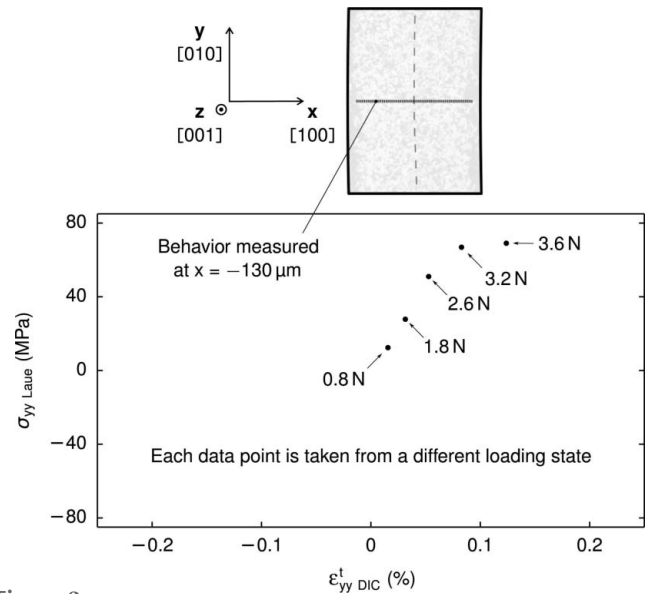 y
[010]
z
[001]
x
[100]
Behavior measured
at x = −130 μm
80
40
0
−40
−80
σyy Laue (MPa)
3.6 N
3.2 N
2.6 N
1.8 N
0.8 N
Each data point is taken from a different loading state
−0.2
−0.1
0
0.1
0.2
εᵗyy DIC (%)